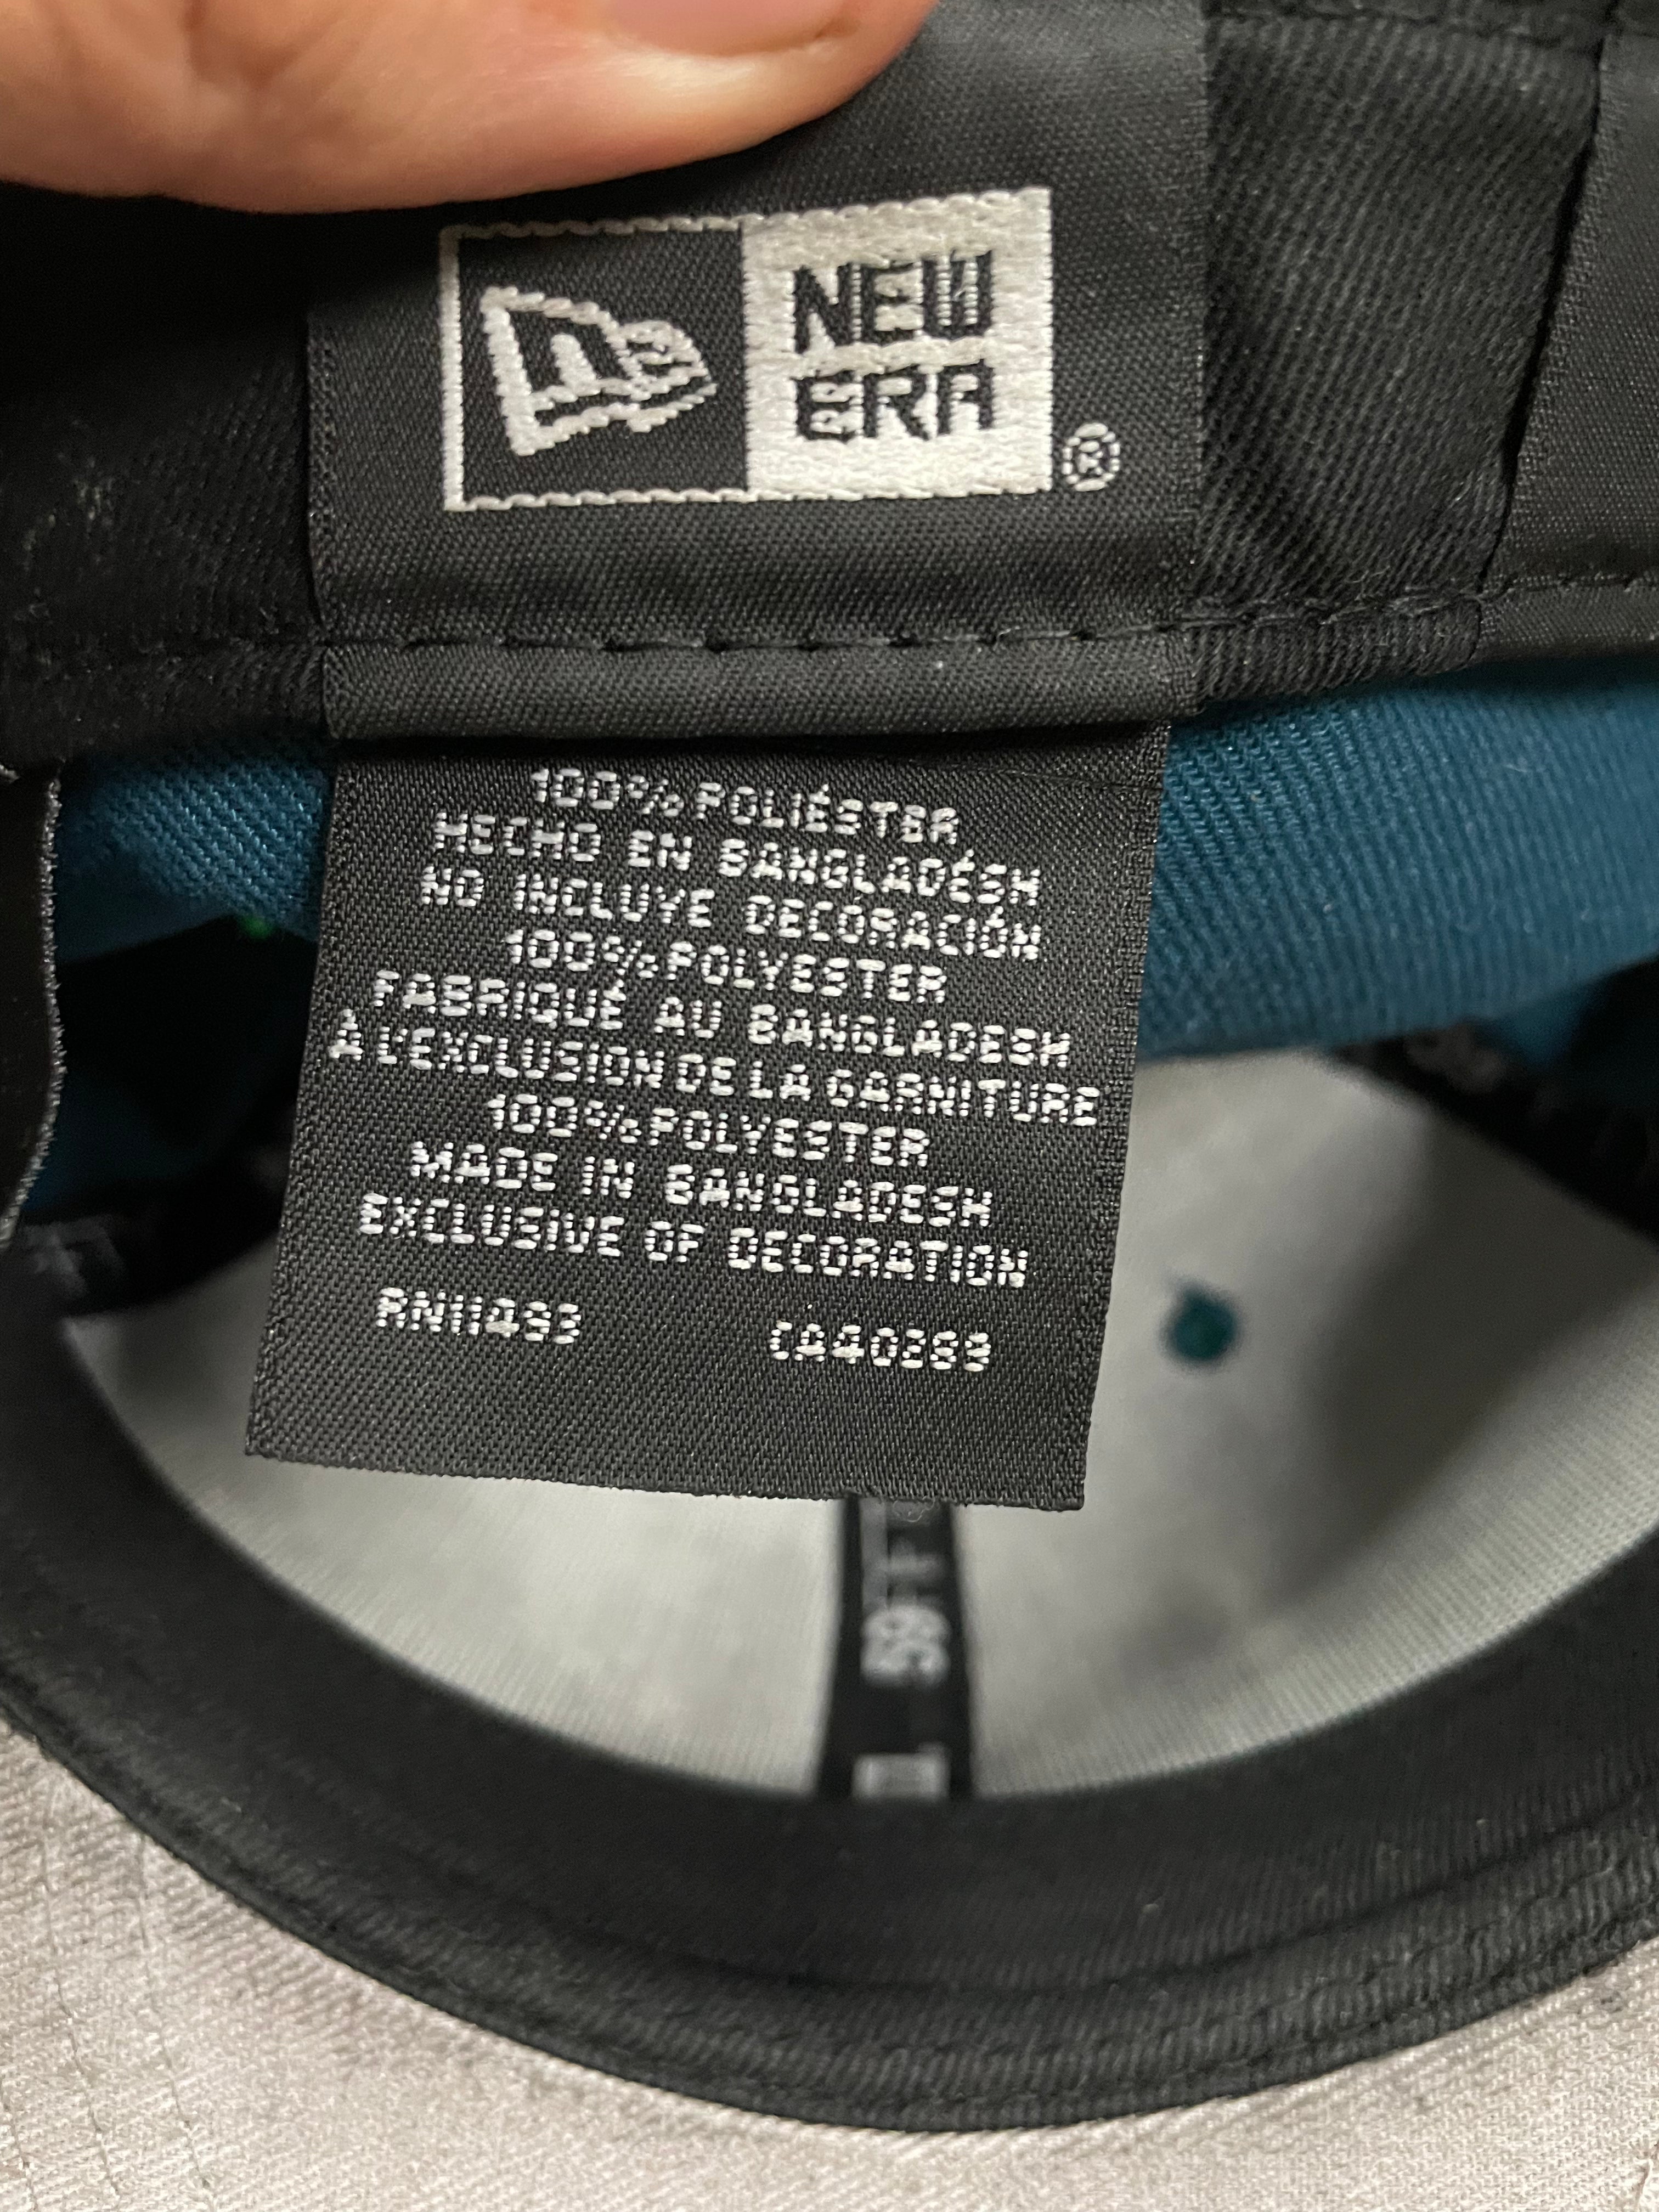 NEW
ERA®
100% POLIÉSTER
HECHO EN BANGLADÉSH
NO INCLUYE DECORACIÓN
100% POLYESTER
FABRIQUÉ AU BANGLADESH
À L'EXCLUSION DE LA GARNITURE
100% POLYESTER
MADE IN BANGLADESH
EXCLUSIVE OF DECORATION
RN11493 CA40289